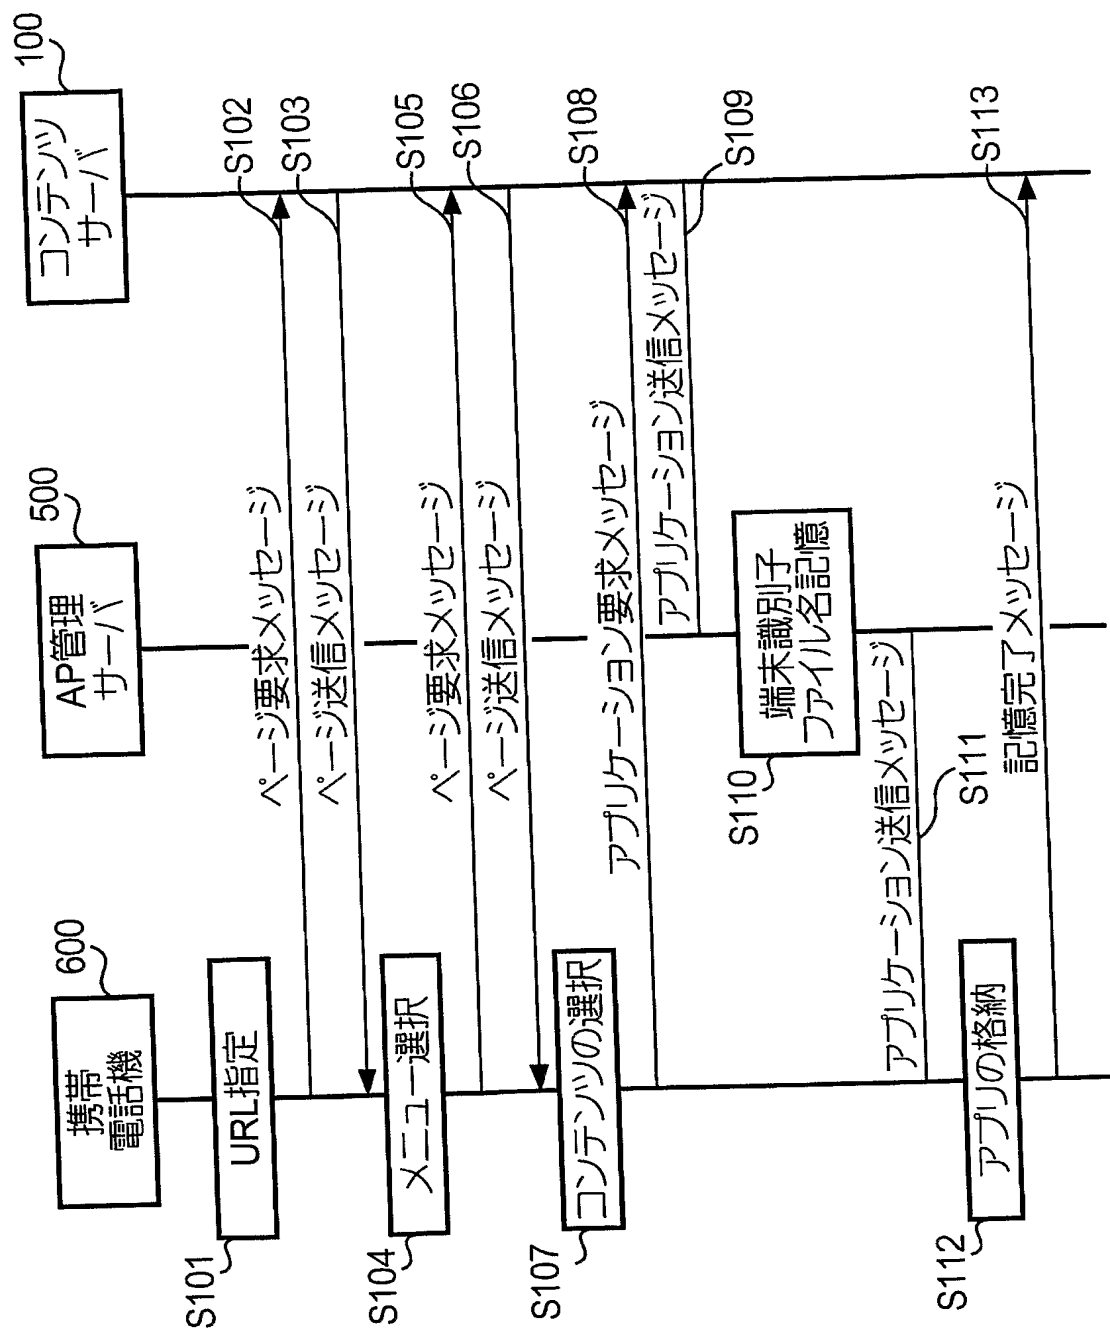 携帯
電話機
600
AP管理
サーバ
500
コンテンツ
サーバ
100
S101
URL指定
ページ要求メッセージ
S102
ページ送信メッセージ
S103
S104
メニュー選択
ページ要求メッセージ
S105
ページ送信メッセージ
S106
S107
コンテンツの選択
アプリケーション要求メッセージ
S108
アプリケーション送信メッセージ
S109
S110
端末識別子
ファイル名記憶
アプリケーション送信メッセージ
S111
S112
アプリの格納
記憶完了メッセージ
S113